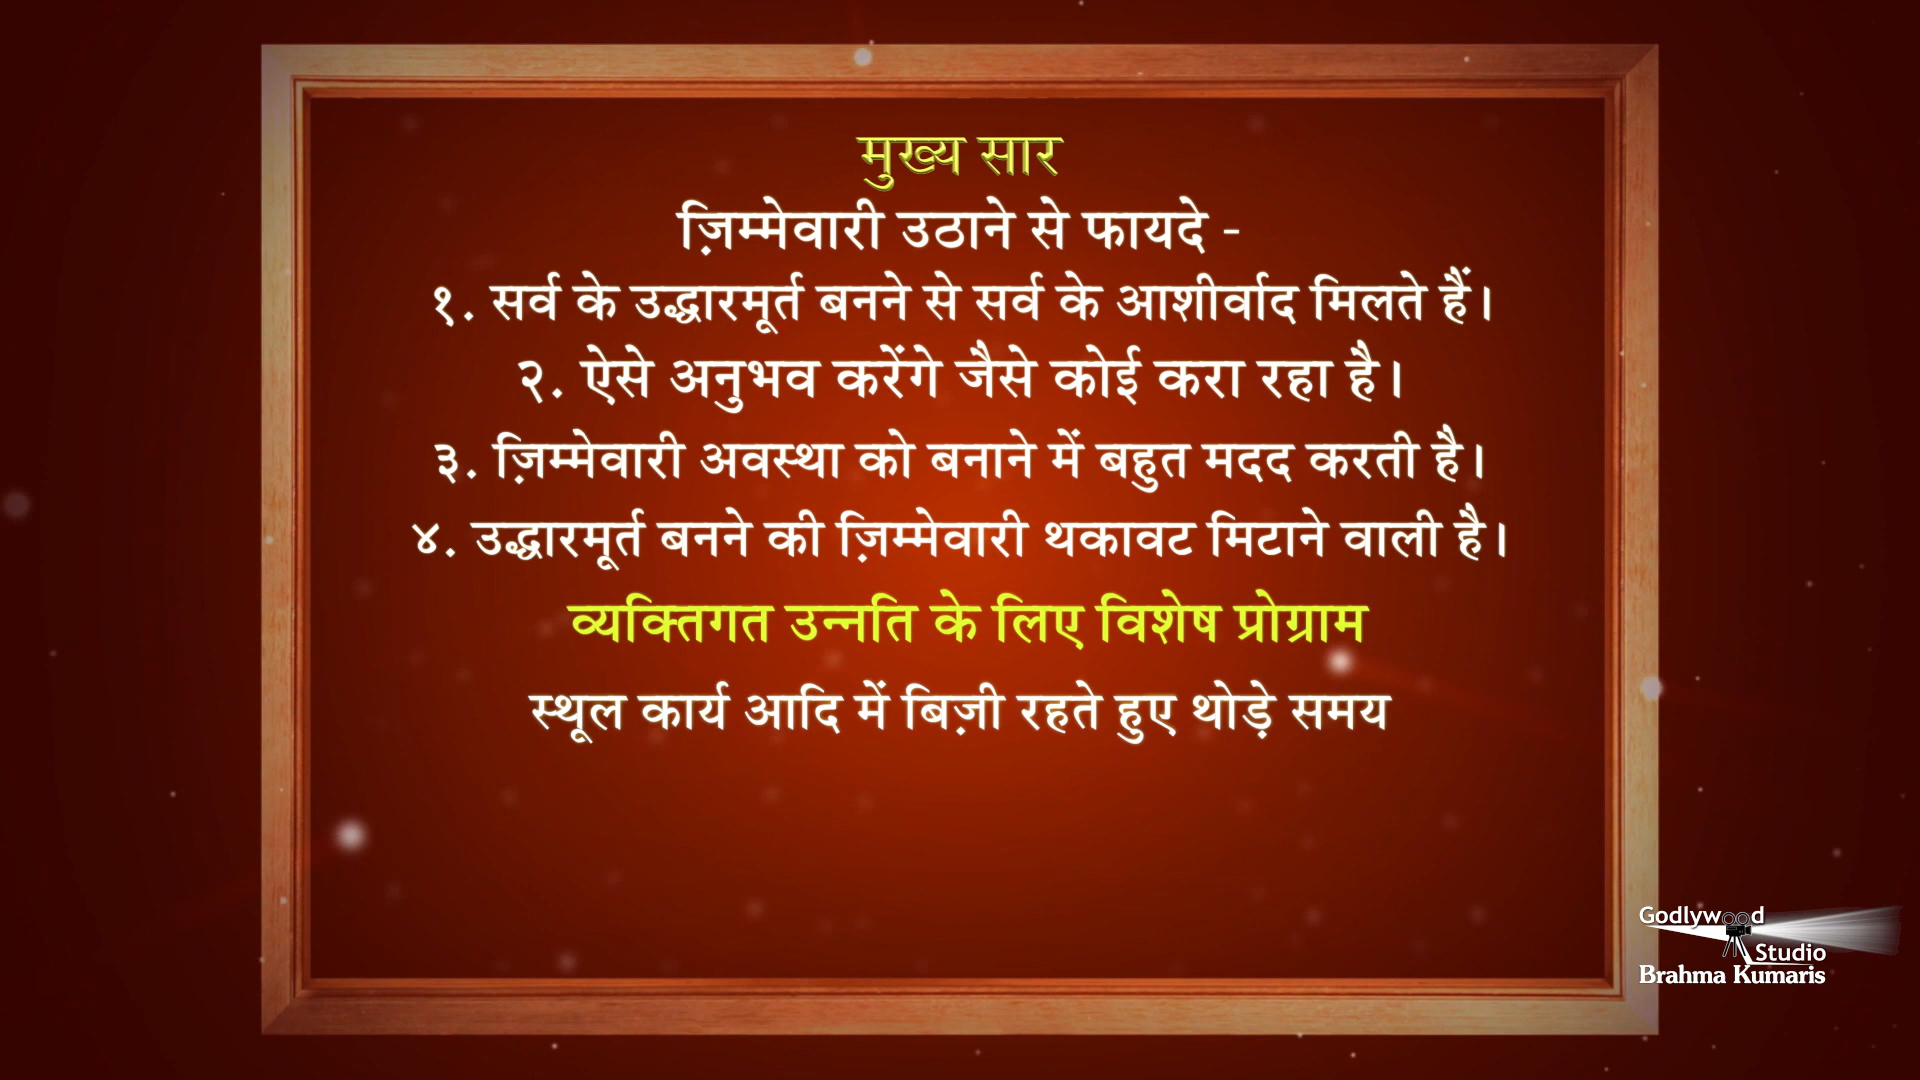 मुख्य सार
ज़िम्मेवारी उठाने से फायदे -
१. सर्व के उद्धारमूर्त बनने से सर्व के आशीर्वाद मिलते हैं।
२. ऐसे अनुभव करेंगे जैसे कोई करा रहा है।
३. ज़िम्मेवारी अवस्था को बनाने में बहुत मदद करती है।
४. उद्धारमूर्त बनने की ज़िम्मेवारी थकावट मिटाने वाली है।
व्यक्तिगत उन्नति के लिए विशेष प्रोग्राम
स्थूल कार्य आदि में बिज़ी रहते हुए थोड़े समय
Godlywood
Studio
Brahma Kumaris